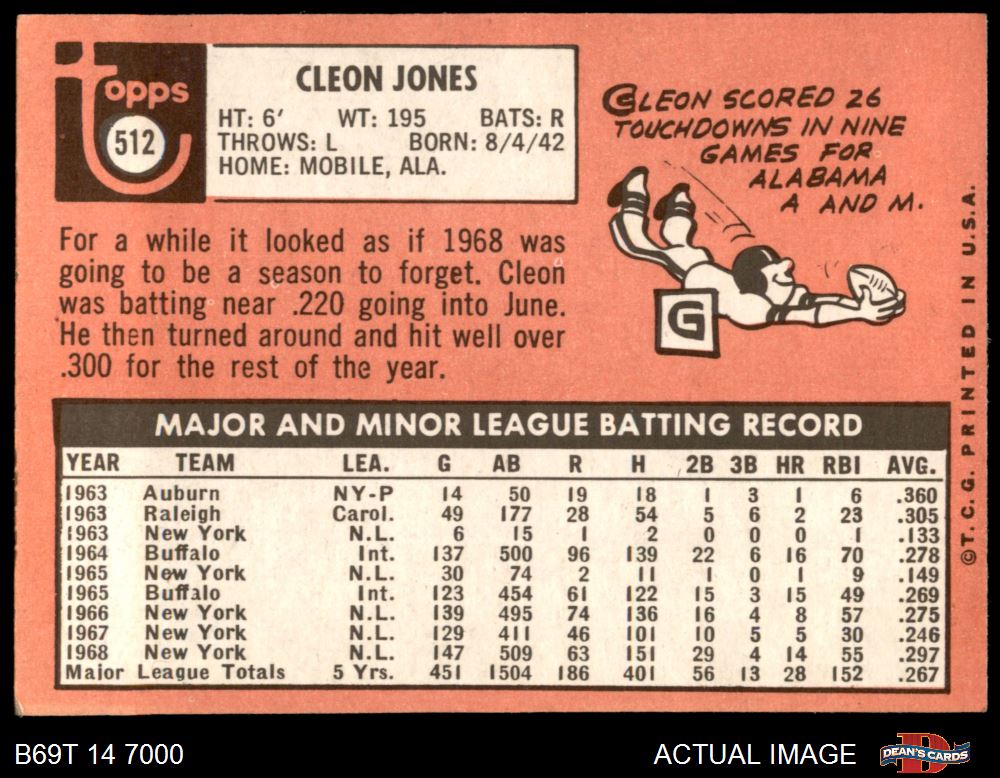 Topps
512
CLEON JONES
HT: 6′ WT: 195 BATS: R
THROWS: L BORN: 8/4/42
HOME: MOBILE, ALA.
CLEON SCORED 26
TOUCHDOWNS IN NINE
GAMES FOR
ALABAMA
A AND M.
G
For a while it looked as if 1968 was
going to be a season to forget. Cleon
was batting near .220 going into June.
He then turned around and hit well over
.300 for the rest of the year.
MAJOR AND MINOR LEAGUE BATTING RECORD
YEAR TEAM LEA. G AB R H 2B 3B HR RBI AVG.
1963 Auburn NY-P 14 50 19 18 1 3 1 6 .360
1963 Raleigh Carol. 49 177 28 54 5 6 2 23 .305
1963 New York N.L. 6 15 1 2 0 0 0 1 .133
1964 Buffalo Int. 137 500 96 139 22 6 16 70 .278
1965 New York N.L. 30 74 2 11 1 0 1 9 .149
1965 Buffalo Int. 123 454 61 122 15 3 15 49 .269
1966 New York N.L. 139 495 74 136 16 4 8 57 .275
1967 New York N.L. 129 411 46 101 10 5 5 30 .246
1968 New York N.L. 147 509 63 151 29 4 14 55 .297
Major League Totals 5 Yrs. 451 1504 186 401 56 13 28 152 .267
©T. C. G. PRINTED IN U.S.A.
B69T 14 7000
ACTUAL IMAGE
D
DEAN'S CARDS